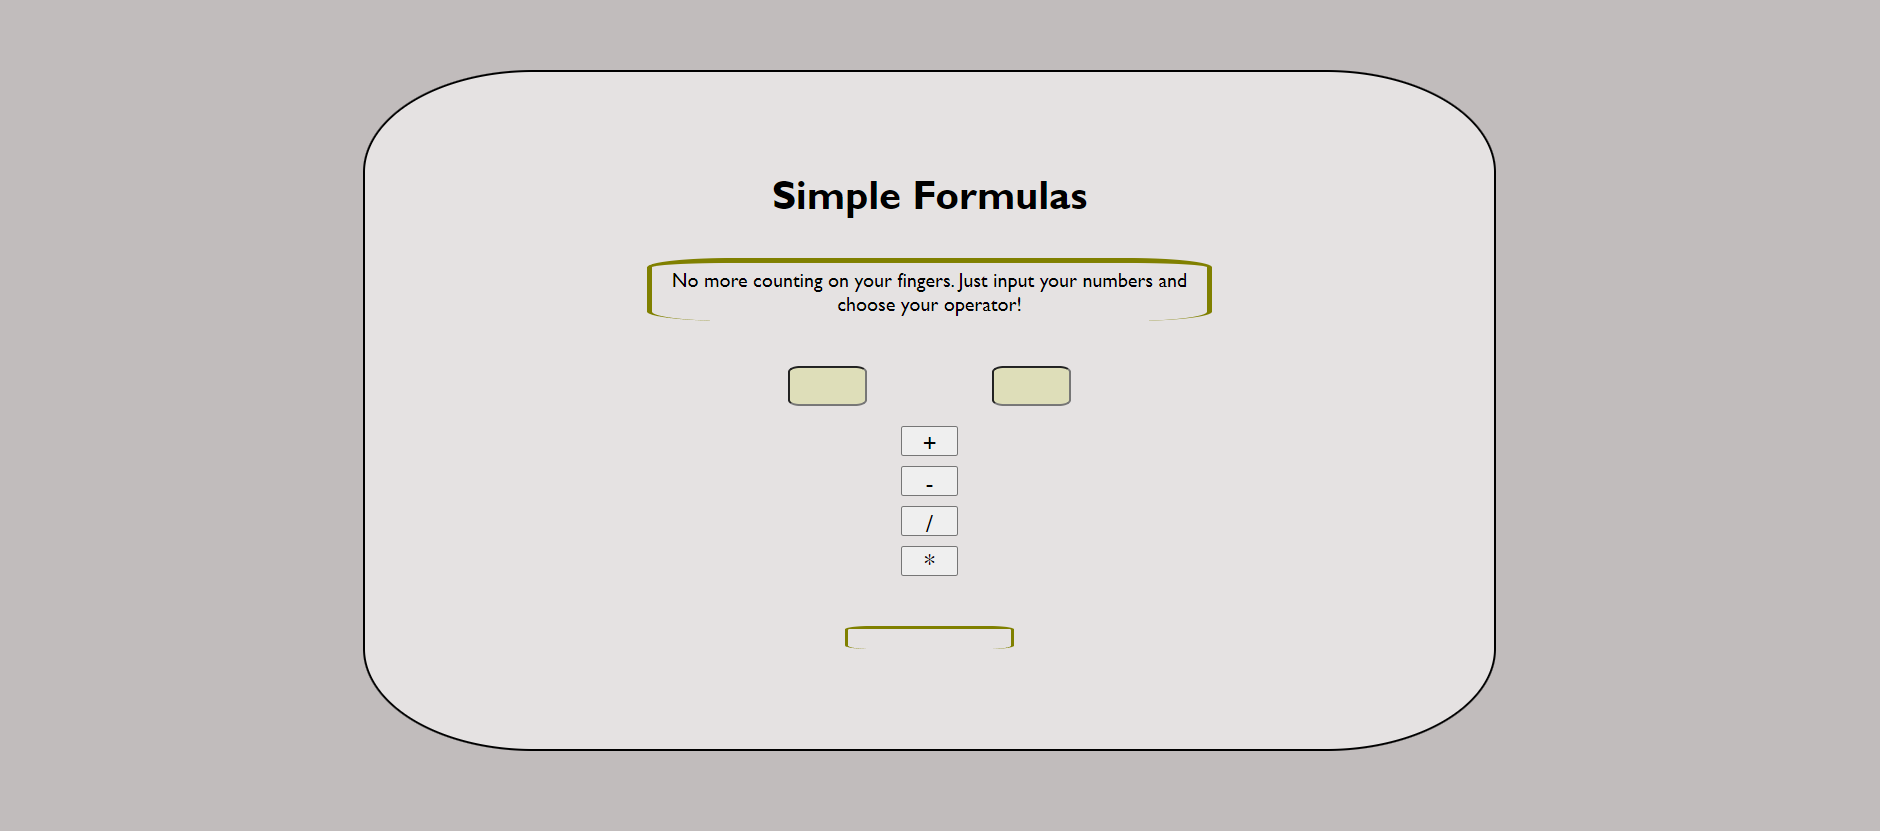 Simple Formulas
No more counting on your fingers. Just input your numbers and
choose your operator!
+
-
/
*